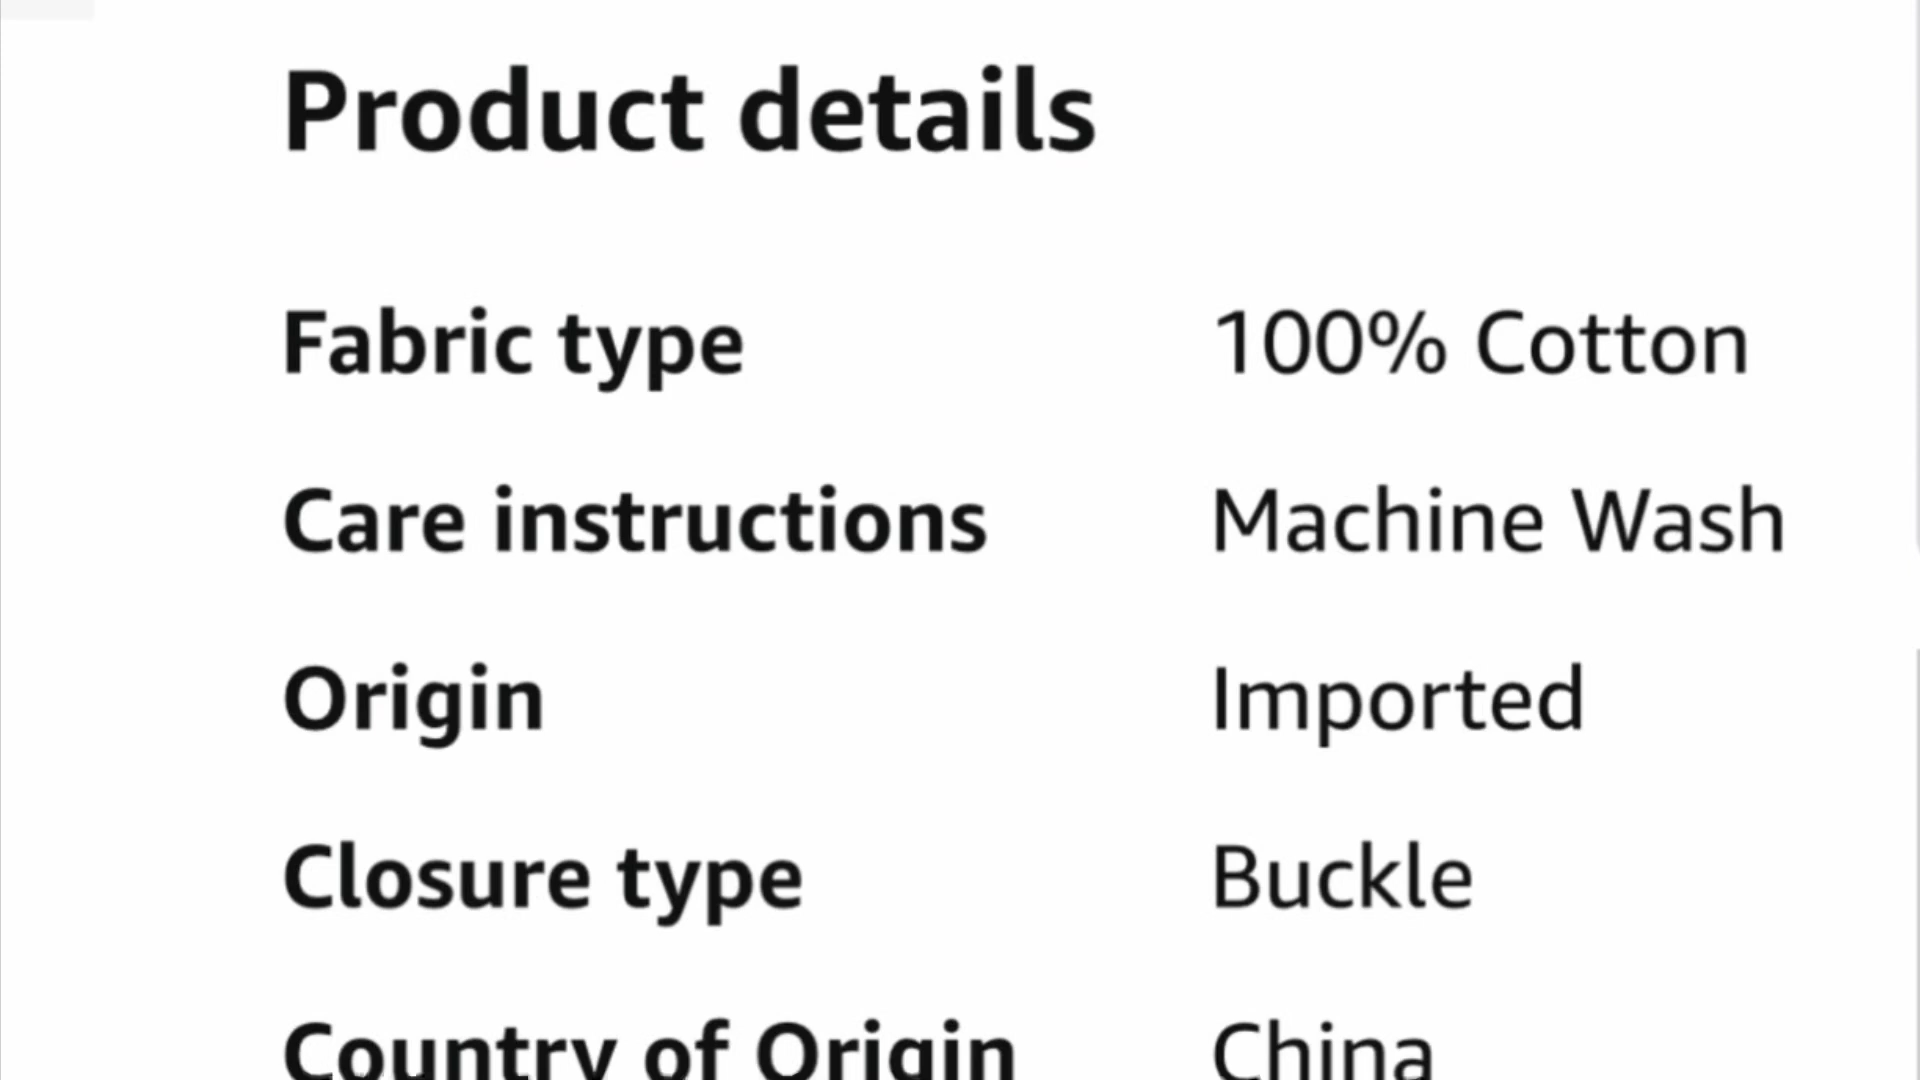 Product details
Fabric type 100% Cotton
Care instructions Machine Wash
Origin Imported
Closure type Buckle
Country of Origin China